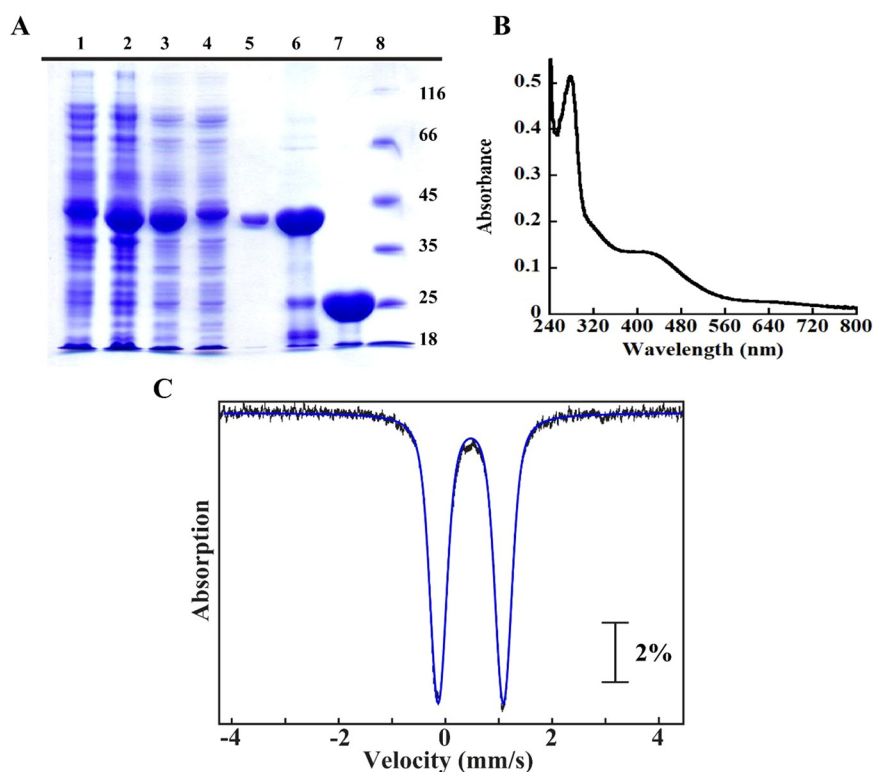 A
1 2 3 4 5 6 7 8
116
66
45
35
25
18
B
0.5
0.4
0.3
0.2
0.1
0
Absorbance
240 320 400 480 560 640 720 800
Wavelength (nm)
C
Absorption
2%
-4 -2 0 2 4
Velocity (mm/s)